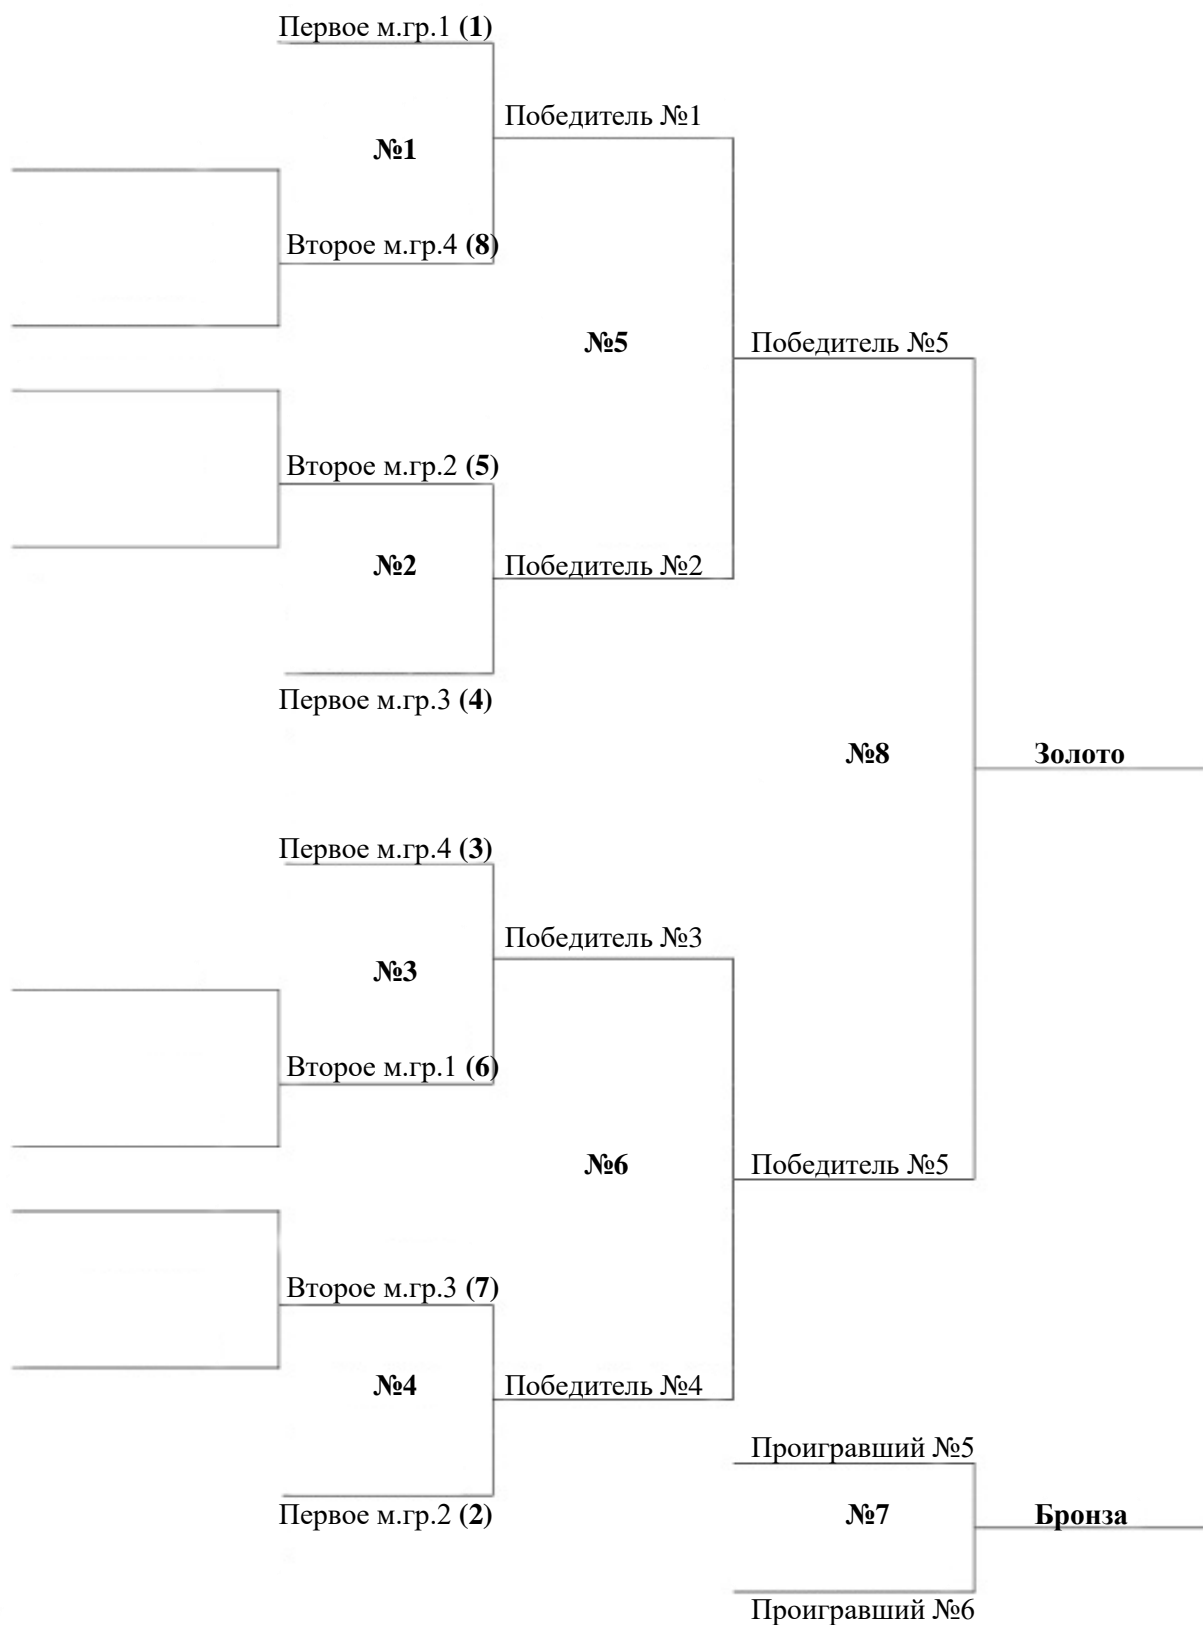 Первое м.гр.1 (1)
Победитель №1
№1
Второе м.гр.4 (8)
№5
Победитель №5
Второе м.гр.2 (5)
№2
Победитель №2
Первое м.гр.3 (4)
№8
Золото
Первое м.гр.4 (3)
Победитель №3
№3
Второе м.гр.1 (6)
№6
Победитель №5
Второе м.гр.3 (7)
№4
Победитель №4
Проигравший №5
Первое м.гр.2 (2)
№7
Бронза
Проигравший №6